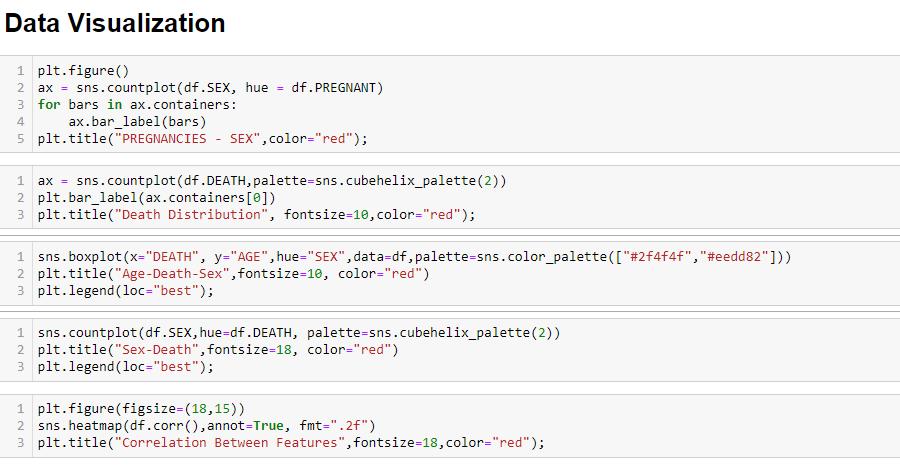 Data Visualization
1 plt.figure()
2 ax = sns.countplot(df.SEX, hue = df.PREGNANT)
3 for bars in ax.containers:
4     ax.bar_label(bars)
5 plt.title("PREGNANCIES - SEX",color="red");
1 ax = sns.countplot(df.DEATH,palette=sns.cubehelix_palette(2))
2 plt.bar_label(ax.containers[0])
3 plt.title("Death Distribution", fontsize=10,color="red");
1 sns.boxplot(x="DEATH", y="AGE",hue="SEX",data=df,palette=sns.color_palette(["#2f4f4f","#eedd82"]))
2 plt.title("Age-Death-Sex",fontsize=10, color="red")
3 plt.legend(loc="best");
1 sns.countplot(df.SEX,hue=df.DEATH, palette=sns.cubehelix_palette(2))
2 plt.title("Sex-Death",fontsize=18, color="red")
3 plt.legend(loc="best");
1 plt.figure(figsize=(18,15))
2 sns.heatmap(df.corr(),annot=True, fmt=".2f")
3 plt.title("Correlation Between Features",fontsize=18,color="red");